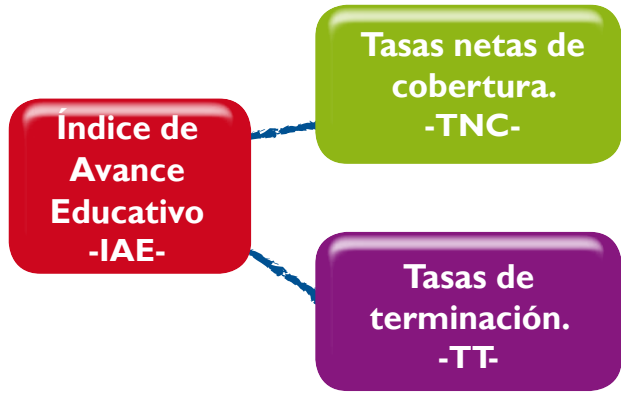 Índice de
Avance
Educativo
-IAE-
Tasas netas de
cobertura.
-TNC-
Tasas de
terminación.
-TT-